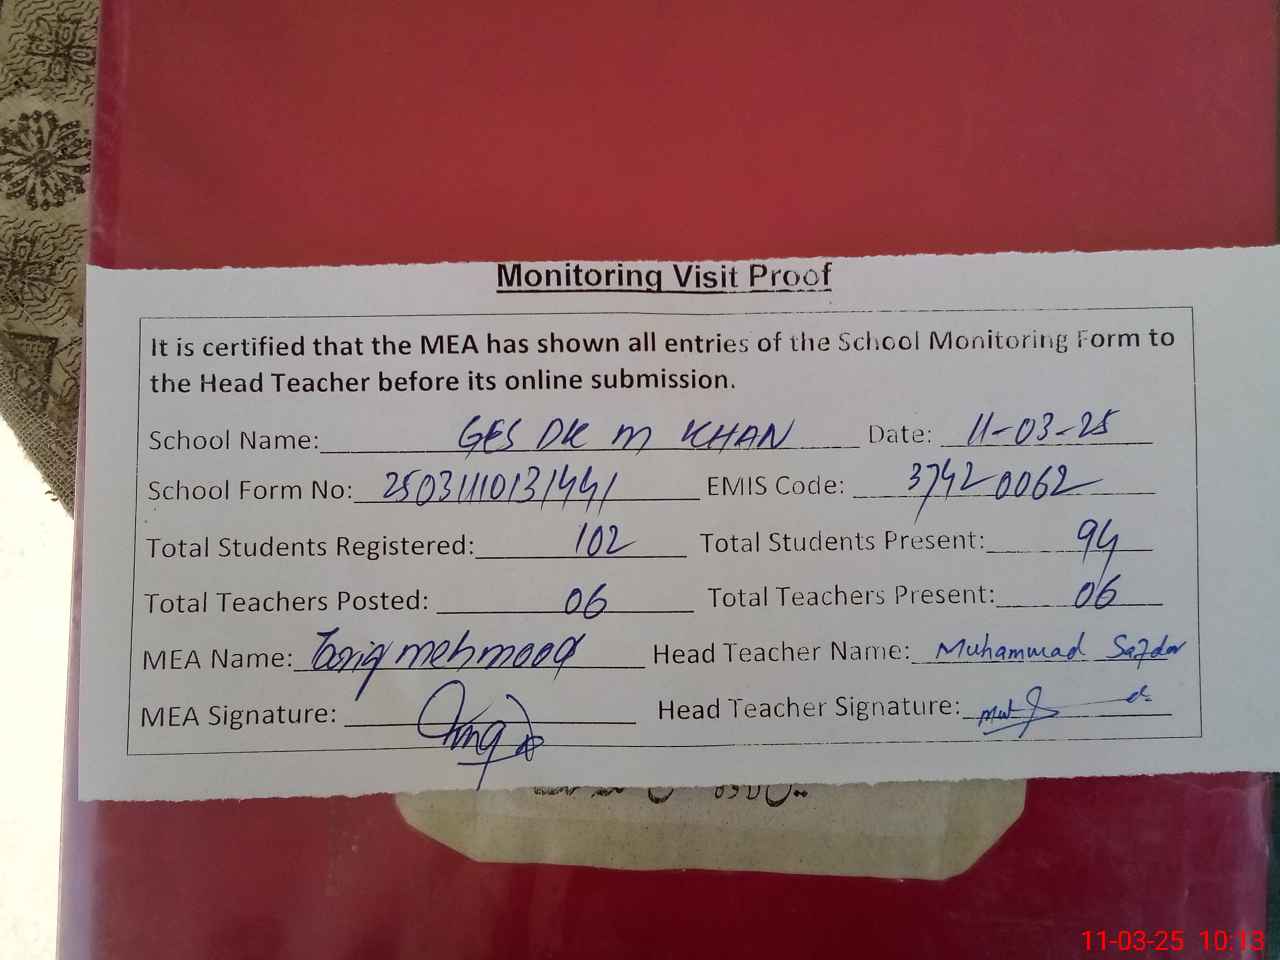 Monitoring Visit Proof
It is certified that the MEA has shown all entries of the School Monitoring Form to
the Head Teacher before its online submission.
School Name: GES DK M KHAN Date: 11-03-25
School Form No: 25031110131441 EMIS Code: 37420062
Total Students Registered: 102 Total Students Present: 94
Total Teachers Posted: 06 Total Teachers Present: 06
MEA Name: Tariq mehmood Head Teacher Name: Muhammad Safdar
MEA Signature: Head Teacher Signature:
11-03-25 10:13